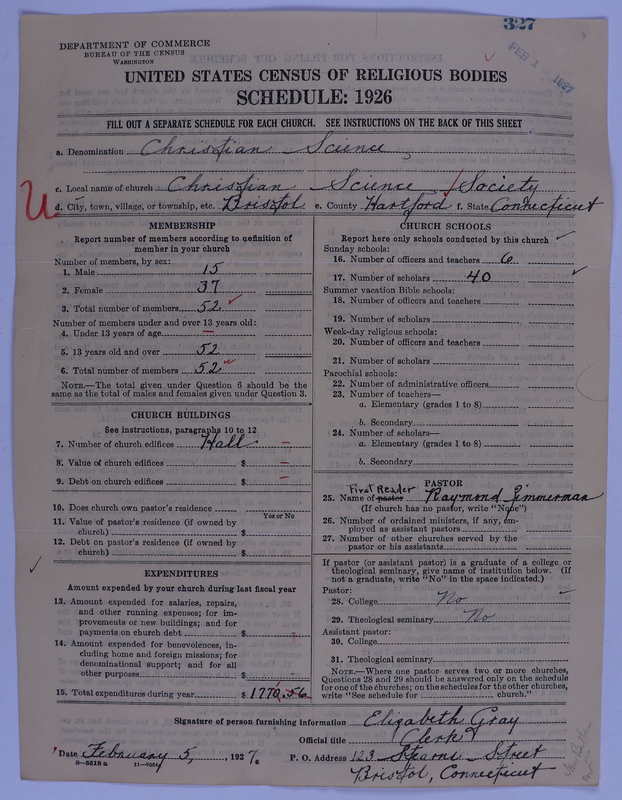 327
FEB 1 1927
DEPARTMENT OF COMMERCE
BUREAU OF THE CENSUS
WASHINGTON
UNITED STATES CENSUS OF RELIGIOUS BODIES
SCHEDULE: 1926
FILL OUT A SEPARATE SCHEDULE FOR EACH CHURCH. SEE INSTRUCTIONS ON THE BACK OF THIS SHEET
a. Denomination Christian Science
c. Local name of church Christian Science Society
U d. City, town, village, or township, etc. Bristol e. County Hartford f. State Connecticut
MEMBERSHIP
Report number of members according to definition of
member in your church
Number of members, by sex:
1. Male 15
2. Female 37
3. Total number of members 52
Number of members under and over 13 years old:
4. Under 13 years of age —
5. 13 years old and over 52
6. Total number of members 52
NOTE.—The total given under Question 6 should be the
same as the total of males and females given under Question 3.
CHURCH BUILDINGS
See instructions, paragraphs 10 to 12
7. Number of church edifices Hall —
8. Value of church edifices $ —
9. Debt on church edifices $ —
10. Does church own pastor's residence
Yes or No
11. Value of pastor's residence (if owned by
church) $
12. Debt on pastor's residence (if owned by
church) $
EXPENDITURES
Amount expended by your church during last fiscal year
13. Amount expended for salaries, repairs,
and other running expenses; for im-
provements or new buildings; and for
payments on church debt $
14. Amount expended for benevolences, in-
cluding home and foreign missions; for
denominational support; and for all
other purposes $
15. Total expenditures during year $ 1770.56
CHURCH SCHOOLS
Report here only schools conducted by this church
Sunday schools:
16. Number of officers and teachers 6
17. Number of scholars 40
Summer vacation Bible schools:
18. Number of officers and teachers
19. Number of scholars
Week-day religious schools:
20. Number of officers and teachers
21. Number of scholars
Parochial schools:
22. Number of administrative officers
23. Number of teachers—
a. Elementary (grades 1 to 8)
b. Secondary
24. Number of scholars—
a. Elementary (grades 1 to 8)
b. Secondary
PASTOR
First Reader
25. Name of pastor Raymond Zimmerman
(If church has no pastor, write "None")
26. Number of ordained ministers, if any, em-
ployed as assistant pastors
27. Number of other churches served by the
pastor or his assistants
If pastor (or assistant pastor) is a graduate of a college or
theological seminary, give name of institution below. (If
not a graduate, write "No" in the space indicated.)
Pastor:
28. College No —
29. Theological seminary No
Assistant pastor:
30. College
31. Theological seminary
NOTE.—Where one pastor serves two or more churches,
Questions 28 and 29 should be answered only on the schedule
for one of the churches; on the schedules for the other churches,
write "See schedule for church."
Signature of person furnishing information Elizabeth Gray
Official title Clerk
Date February 5, 1927. P. O. Address 123 Stearns Street
8—5518a Bristol, Connecticut